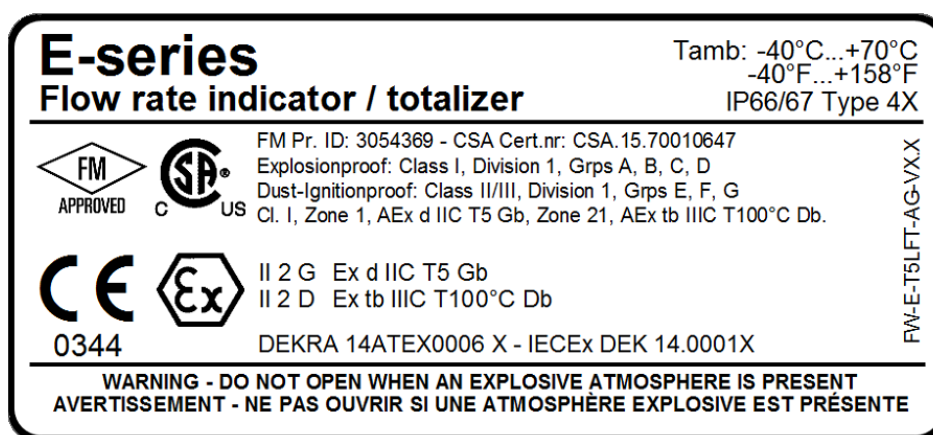 E-series
Flow rate indicator / totalizer
Tamb: -40°C...+70°C
-40°F...+158°F
IP66/67 Type 4X
FM
APPROVED
CSA®
C US
FM Pr. ID: 3054369 - CSA Cert.nr: CSA.15.70010647
Explosionproof: Class I, Division 1, Grps A, B, C, D
Dust-Ignitionproof: Class II/III, Division 1, Grps E, F, G
Cl. I, Zone 1, AEx d IIC T5 Gb, Zone 21, AEx tb IIIC T100°C Db.
CE
0344
Ex
II 2 G Ex d IIC T5 Gb
II 2 D Ex tb IIIC T100°C Db
DEKRA 14ATEX0006 X - IECEx DEK 14.0001X
FW-E-T5LFT-AG-VX.X
WARNING - DO NOT OPEN WHEN AN EXPLOSIVE ATMOSPHERE IS PRESENT
AVERTISSEMENT - NE PAS OUVRIR SI UNE ATMOSPHÈRE EXPLOSIVE EST PRÉSENTE